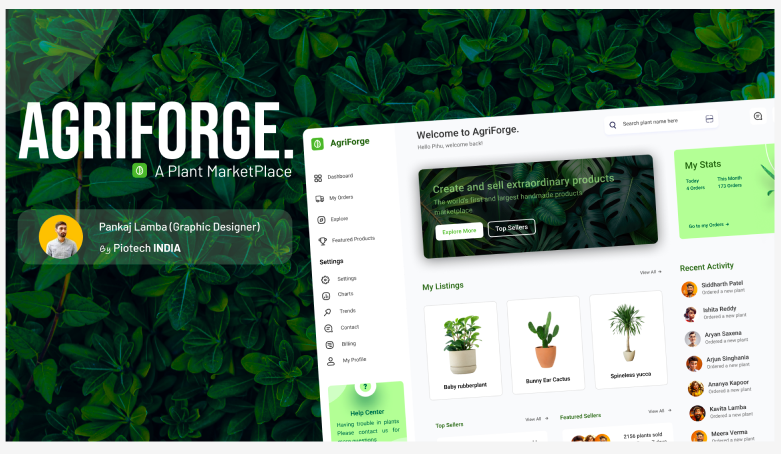 AGRIFORGE.
A Plant MarketPlace
Pankaj Lamba (Graphic Designer)
By Piotech INDIA
AgriForge
Dashboard
My Orders
Explore
Featured Products
Settings
Settings
Charts
Trends
Contact
Billing
My Profile
?
Help Center
Having trouble in plants
Please contact us for
more questions
Welcome to AgriForge.
Hello Pihu, welcome back!
Search plant name here
Create and sell extraordinary products
The world's first and largest handmade products
marketplace
Explore More
Top Sellers
My Listings
View All →
Baby rubberplant
Bunny Ear Cactus
Spineless yucca
Top Sellers
View All →
Featured Sellers
View All →
2156 plants sold
My Stats
Today
This Month
4 Orders
173 Orders
Go to my Orders →
Recent Activity
Siddharth Patel
Ordered a new plant
Ishita Reddy
Ordered a new plant
Aryan Saxena
Ordered a new plant
Arjun Singhania
Ordered a new plant
Ananya Kapoor
Ordered a new plant
Kavita Lamba
Ordered a new plant
Meera Verma